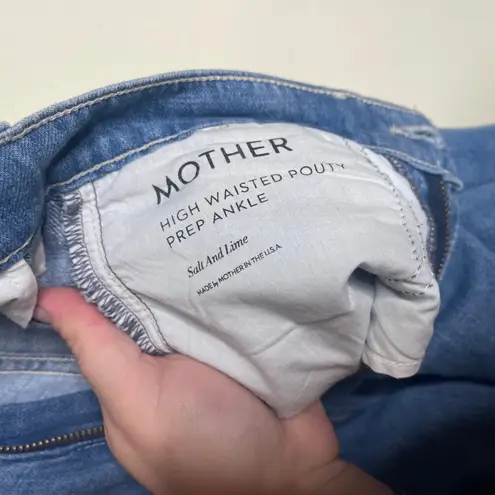 MOTHER
HIGH WAISTED POUTY
PREP ANKLE
Salt And Lime
MADE by MOTHER IN THE U.S.A.